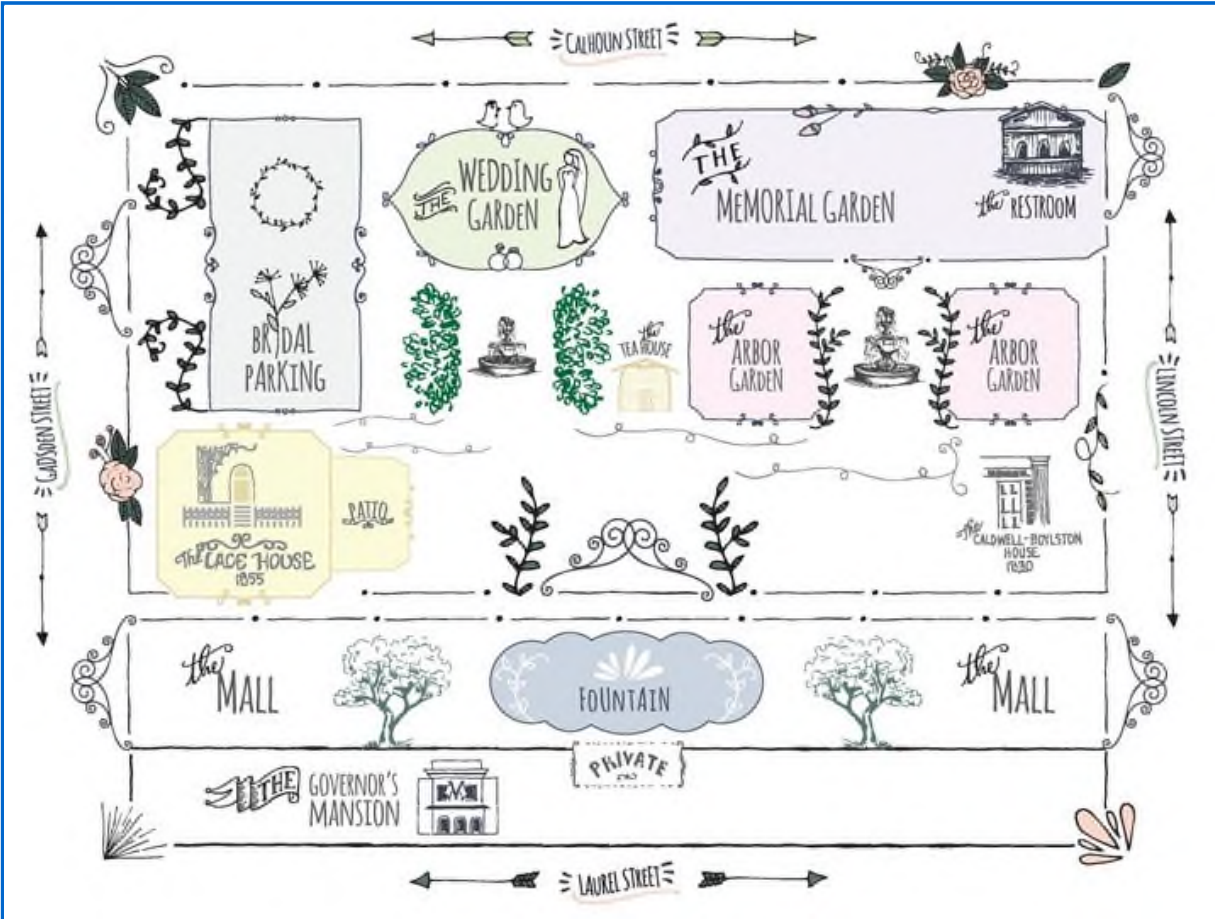 CALHOUN STREET
THE
WEDDING
GARDEN
THE
MEMORIAL GARDEN
the RESTROOM
BRIDAL
PARKING
the
TEA HOUSE
the
ARBOR
GARDEN
the
ARBOR
GARDEN
GADSDEN STREET
LINCOLN STREET
The LACE HOUSE
1855
PATIO
the
CALDWELL-BOYLSTON
HOUSE
1830
the
MALL
FOUNTAIN
the
MALL
PRIVATE
THE
GOVERNOR'S
MANSION
LAUREL STREET